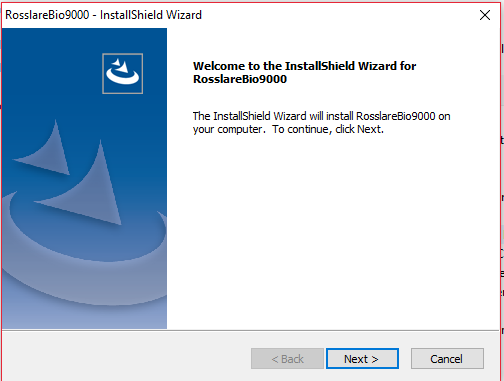 RosslareBio9000 - InstallShield Wizard
Welcome to the InstallShield Wizard for
RosslareBio9000
The InstallShield Wizard will install RosslareBio9000 on
your computer. To continue, click Next.
< Back
Next >
Cancel